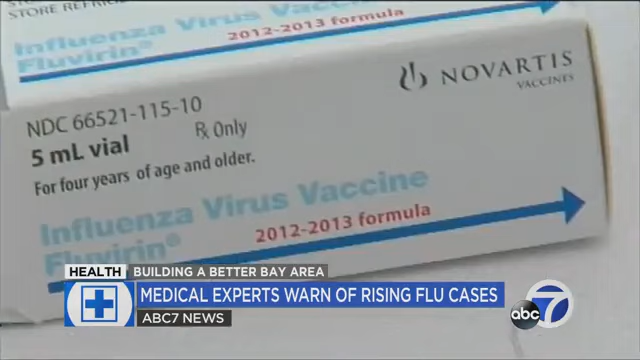 STORE REFRIG
Influenza Virus Vaccine
Fluvirin®
2012-2013 formula
NOVARTIS
VACCINES
NDC 66521-115-10
Rx Only
5 mL vial
For four years of age and older.
Influenza Virus Vaccine
Fluvirin®
2012-2013 formula
HEALTH
BUILDING A BETTER BAY AREA
MEDICAL EXPERTS WARN OF RISING FLU CASES
ABC7 NEWS
abc 7